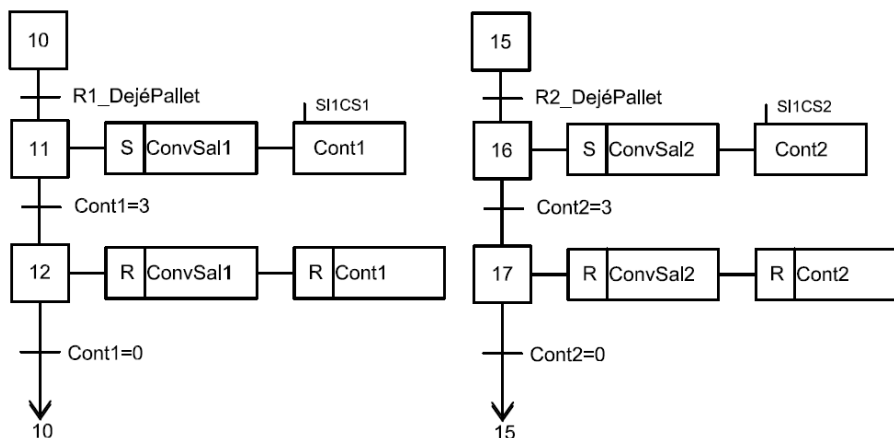 10
R1_DejéPallet
SI1CS1
11
S
ConvSal1
Cont1
Cont1=3
12
R
ConvSal1
R
Cont1
Cont1=0
10
15
R2_DejéPallet
SI1CS2
16
S
ConvSal2
Cont2
Cont2=3
17
R
ConvSal2
R
Cont2
Cont2=0
15